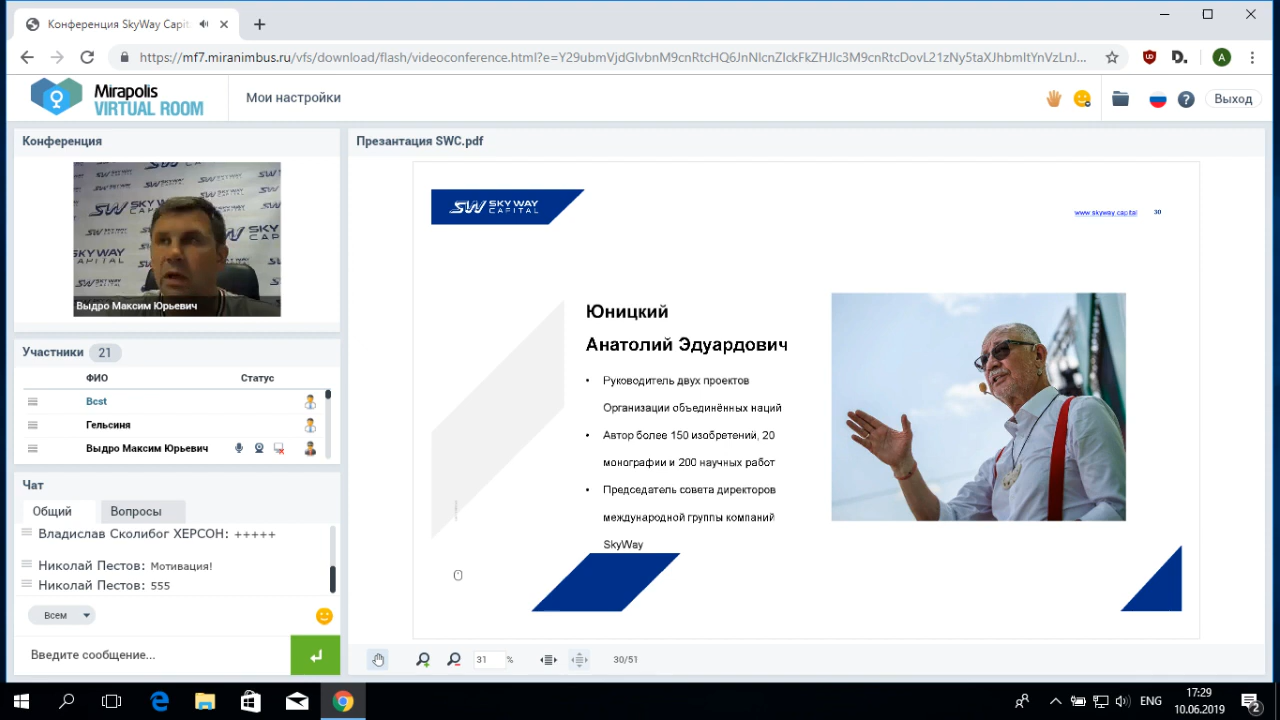 Конференция SkyWay Capi
https://mf7.miranimbus.ru/vfs/download/flash/videoconference.html?e=
A
Mirapolis
VIRTUAL ROOM
Мои настройки
Выход
Конференция
Выдро Максим Юрьевич
Участники 21
ФИО Статус
Bcst
Гельсиня
Выдро Максим Юрьевич
Чат
Общий Вопросы
Владислав Сколибог ХЕРСОН: +++++
Николай Пестов: Мотивация!
Николай Пестов: 555
Всем
Введите сообщение...
Презантация SWC.pdf
SW SKY WAY
CAPITAL
www.skyway.capital 30
Юницкий
Анатолий Эдуардович
• Руководитель двух проектов
Организации объединённых наций
• Автор более 150 изобретений, 20
монографии и 200 научных работ
• Председатель совета директоров
международной группы компаний
SkyWay
31 %
30/51
ENG
17:29
10.06.2019
2